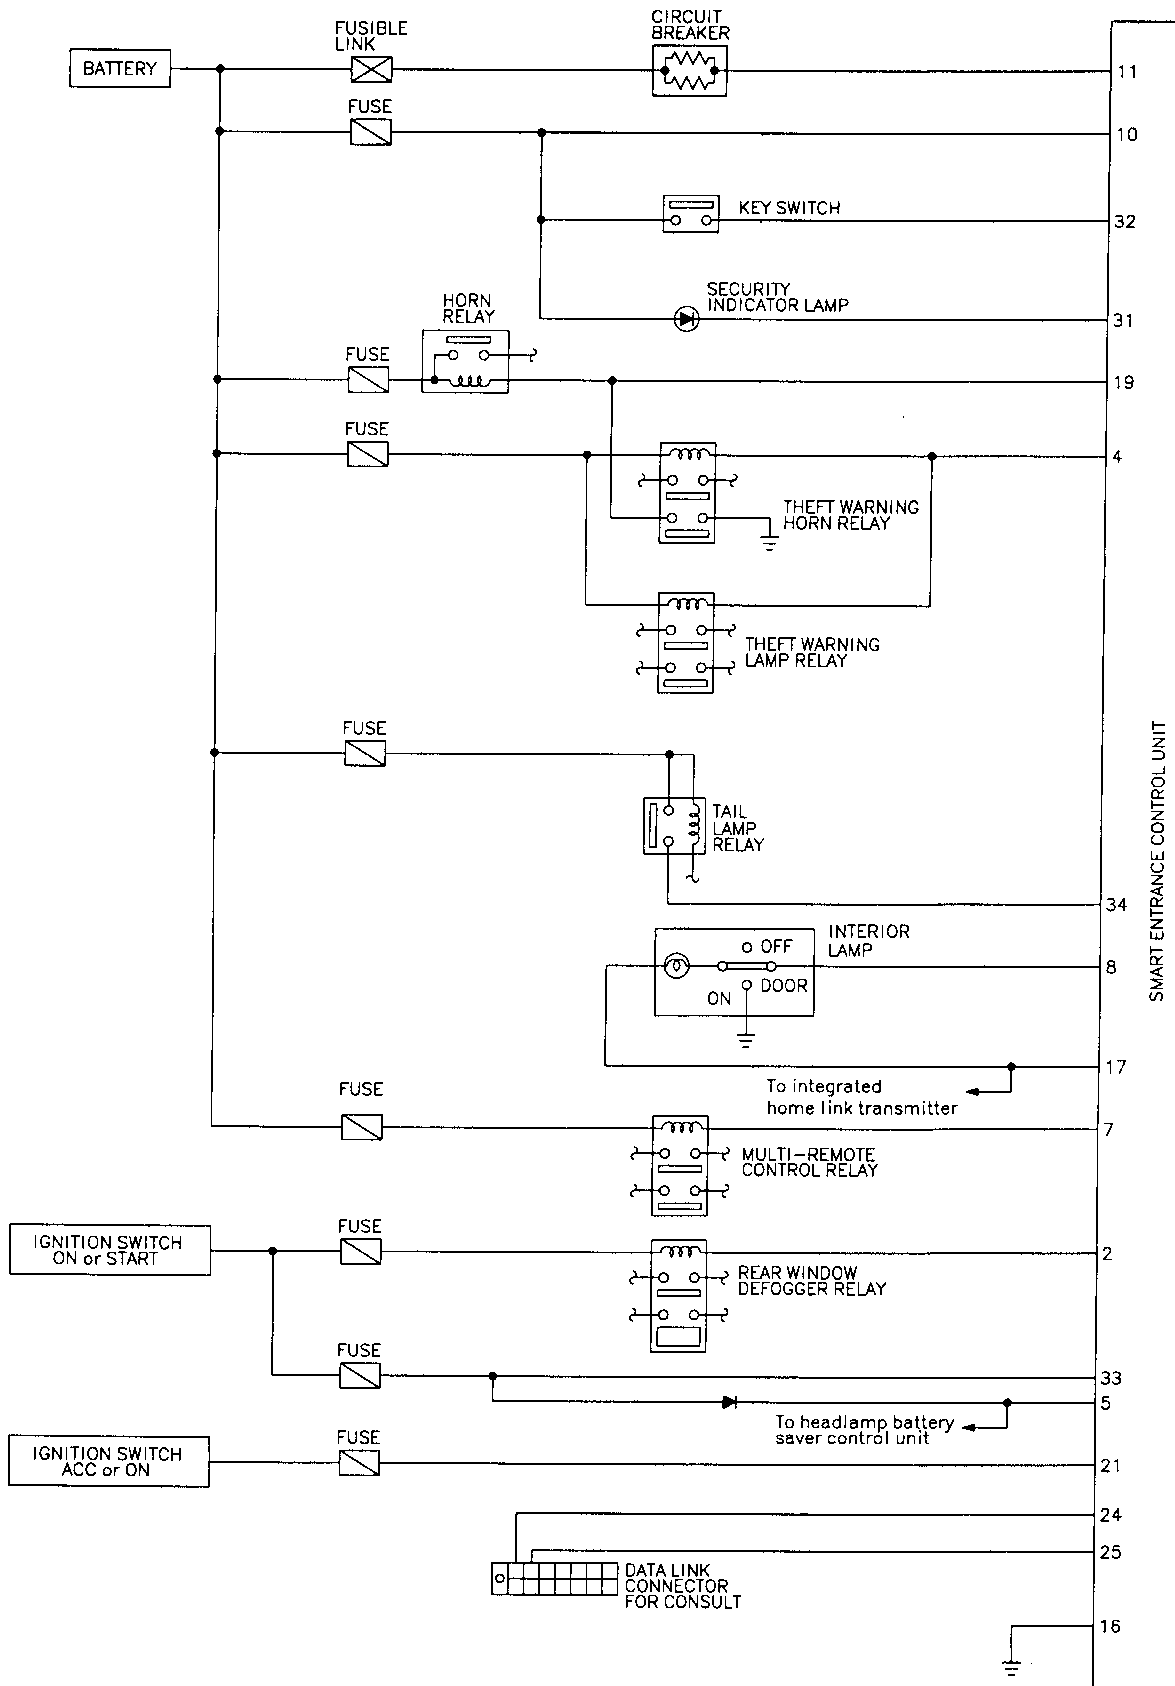 CIRCUIT
BREAKER
FUSIBLE
LINK
BATTERY
11
FUSE
10
KEY SWITCH
32
SECURITY
INDICATOR LAMP
31
HORN
RELAY
FUSE
19
FUSE
4
THEFT WARNING
HORN RELAY
THEFT WARNING
LAMP RELAY
FUSE
TAIL
LAMP
RELAY
34
SMART ENTRANCE CONTROL UNIT
INTERIOR
LAMP
OFF
8
DOOR
ON
17
To integrated
home link transmitter
FUSE
7
MULTI-REMOTE
CONTROL RELAY
IGNITION SWITCH
ON or START
FUSE
2
REAR WINDOW
DEFOGGER RELAY
FUSE
33
5
To headlamp battery
saver control unit
IGNITION SWITCH
ACC or ON
FUSE
21
24
25
DATA LINK
CONNECTOR
FOR CONSULT
16